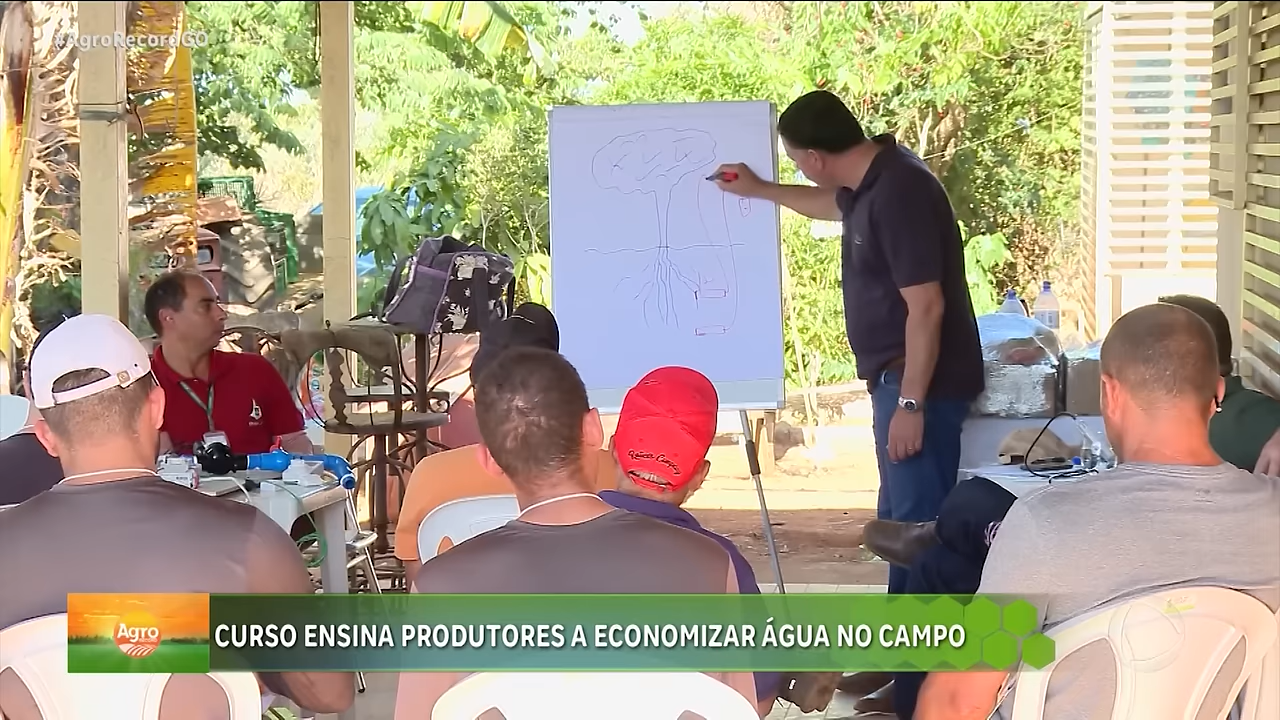 #AgroRecordGO
Agro
CURSO ENSINA PRODUTORES A ECONOMIZAR ÁGUA NO CAMPO